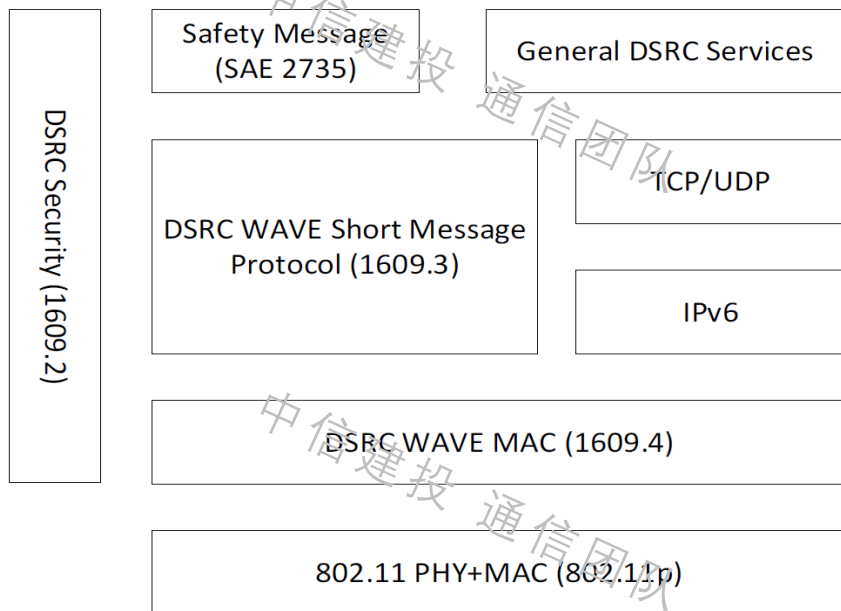 Safety Message
(SAE 2735)
General DSRC Services
DSRC Security (1609.2)
DSRC WAVE Short Message
Protocol (1609.3)
TCP/UDP
IPv6
DSRC WAVE MAC (1609.4)
802.11 PHY+MAC (802.11p)
中信建投 通信团队
中信建投 通信团队